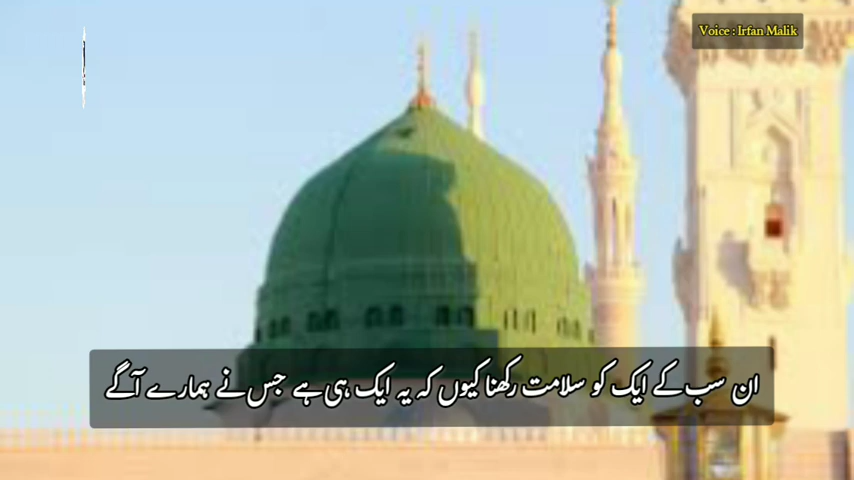 Voice : Irfan Malik
ان سب کے ایک کو سلامت رکھنا کیوں کہ یہ ایک ہی ہے جس نے ہمارے آگے